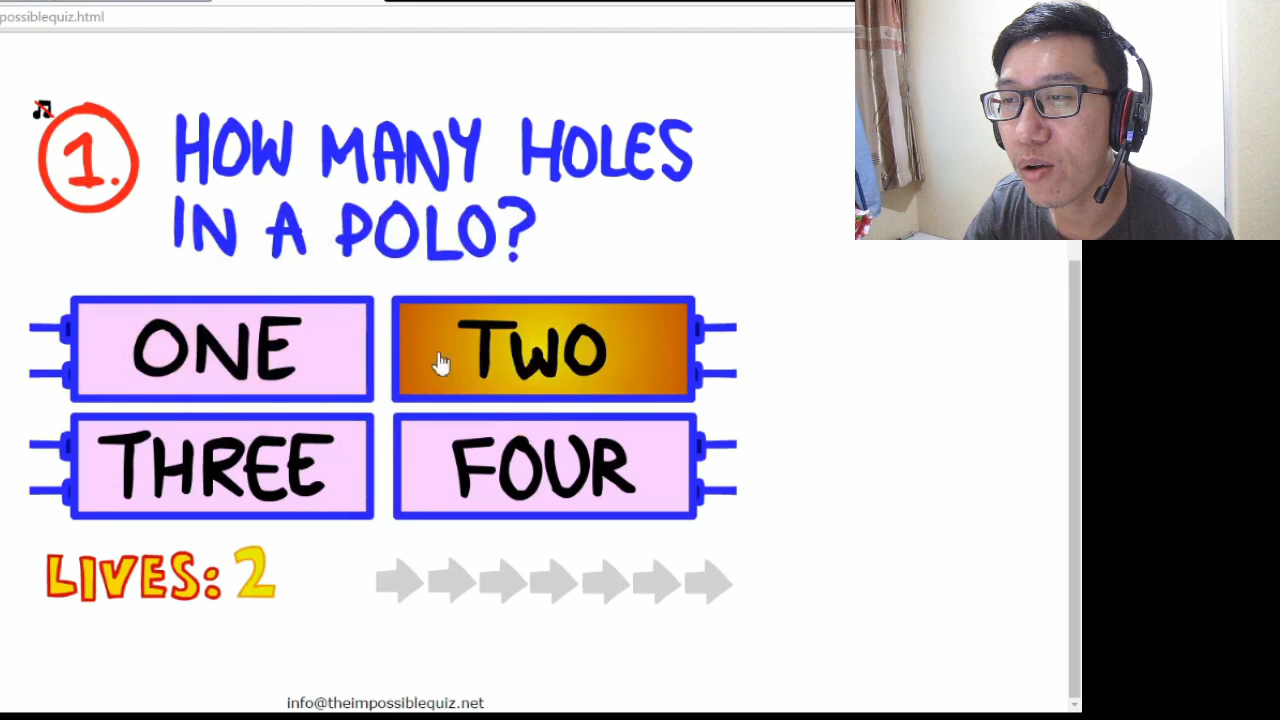 possiblequiz.html
1. HOW MANY HOLES
IN A POLO?
ONE
TWO
THREE
FOUR
LIVES: 2
info@theimpossiblequiz.net